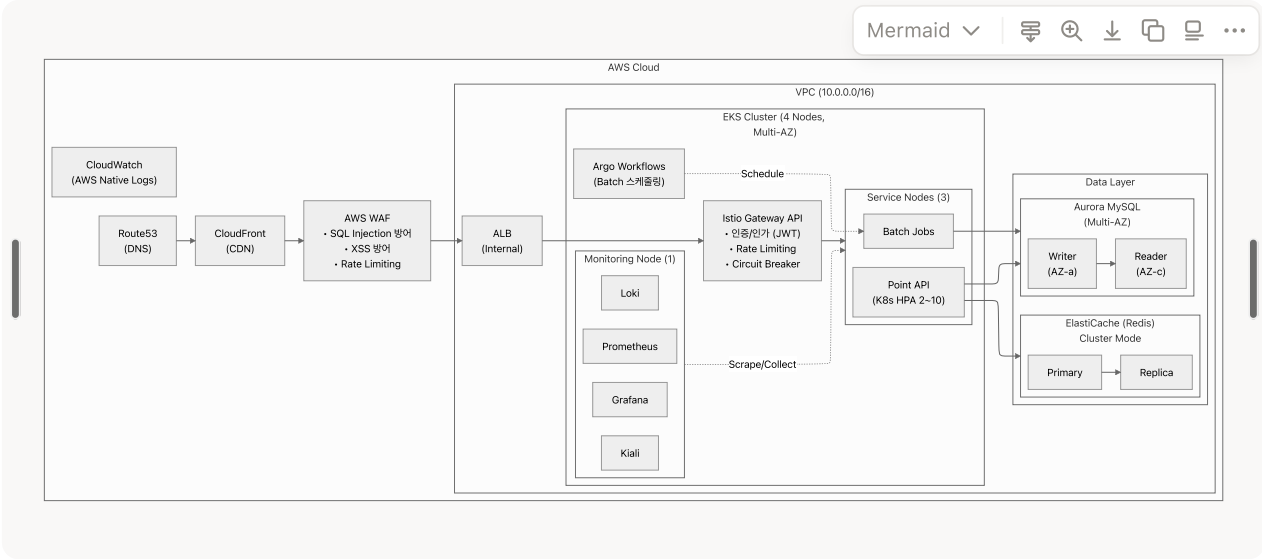 Mermaid
AWS Cloud
VPC (10.0.0.0/16)
EKS Cluster (4 Nodes,
Multi-AZ)
CloudWatch
(AWS Native Logs)
Route53
(DNS)
CloudFront
(CDN)
AWS WAF
• SQL Injection 방어
• XSS 방어
• Rate Limiting
ALB
(Internal)
Argo Workflows
(Batch 스케줄링)
Schedule
Monitoring Node (1)
Loki
Prometheus
Grafana
Kiali
Scrape/Collect
Istio Gateway API
• 인증/인가 (JWT)
• Rate Limiting
• Circuit Breaker
Service Nodes (3)
Batch Jobs
Point API
(K8s HPA 2~10)
Data Layer
Aurora MySQL
(Multi-AZ)
Writer
(AZ-a)
Reader
(AZ-c)
ElastiCache (Redis)
Cluster Mode
Primary
Replica